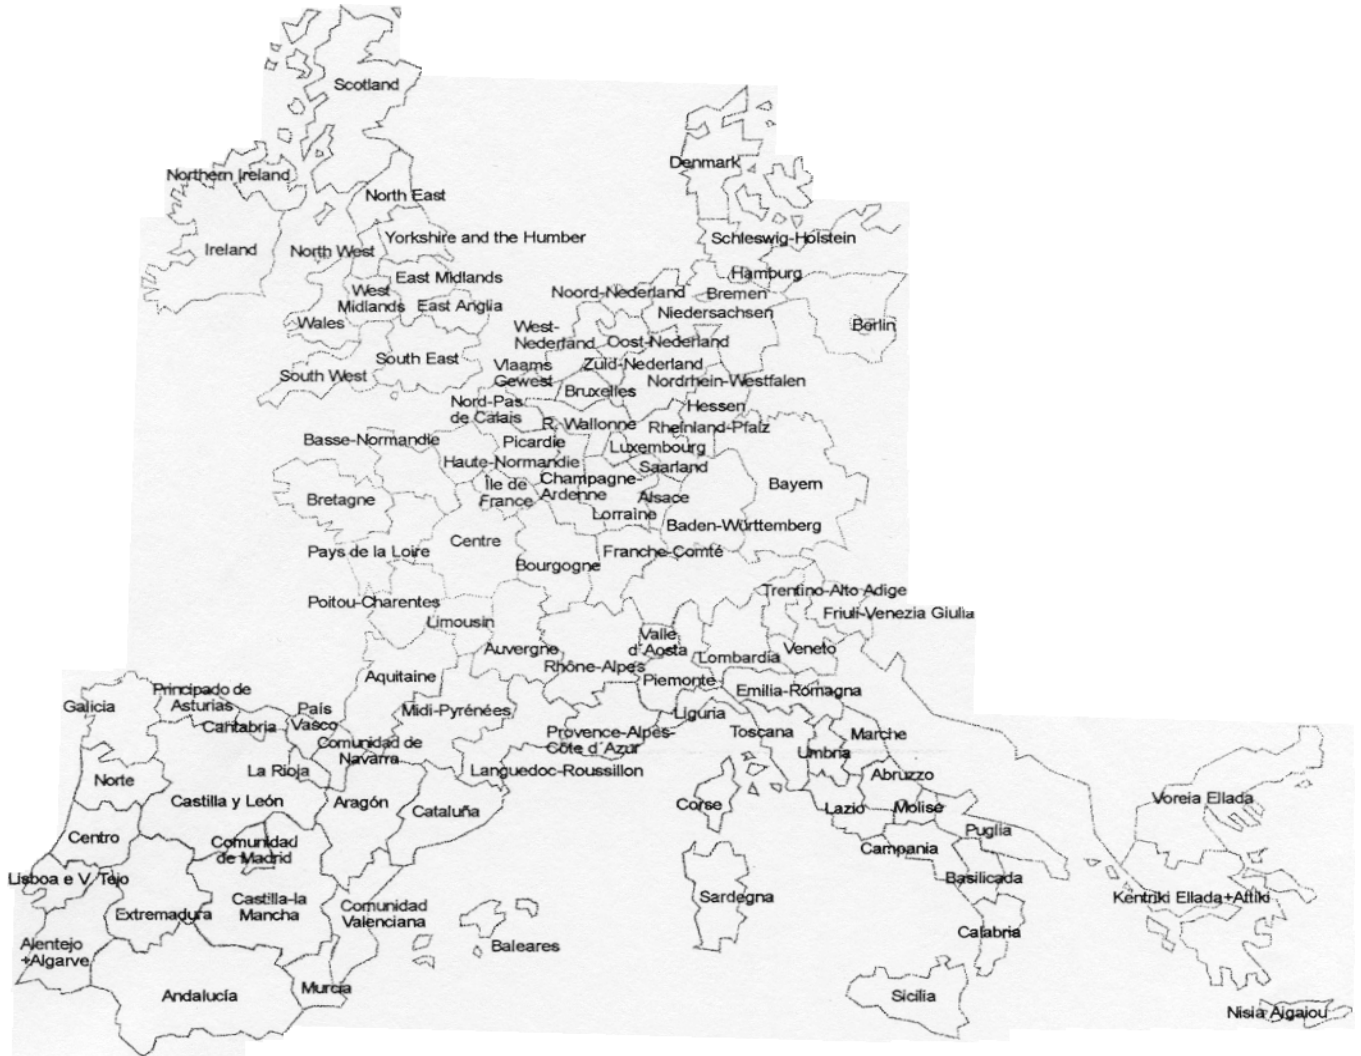 Scotland
Denmark
Northern Ireland
North East
Ireland
North West
Yorkshire and the Humber
Schleswig-Holstein
East Midlands
Hamburg
West
Midlands
East Anglia
Noord-Nederland
Bremen
Niedersachsen
Wales
Berlin
West-
Nederland
Oost-Nederland
South East
South West
Vlaams
Gewest
Zuid-Nederland
Nordrhein-Westfalen
Bruxelles
Hessen
Nord-Pas
de Calais
R. Wallonne
Rheinland-Pfalz
Basse-Normandie
Picardie
Luxembourg
Haute-Normandie
Saarland
Île de
France
Champagne-
Ardenne
Alsace
Bayern
Bretagne
Lorraine
Baden-Württemberg
Centre
Pays de la Loire
Bourgogne
Franche-Comté
Trentino-Alto Adige
Poitou-Charentes
Friuli-Venezia Giulia
Limousin
Auvergne
Valle
d'Aosta
Lombardia
Veneto
Rhône-Alpes
Aquitaine
Piemonte
Emilia-Romagna
Principado de
Asturias
Galicia
País
Vasco
Midi-Pyrénées
Liguria
Cantabria
Provence-Alpes-
Côte d´Azur
Toscana
Marche
Comunidad de
Navarra
Umbria
La Rioja
Languedoc-Roussillon
Abruzzo
Norte
Castilla y León
Aragón
Cataluña
Corse
Lazio
Molise
Voreia Ellada
Centro
Comunidad
de Madrid
Puglia
Campania
Lisboa e V. Tejo
Basilicada
Castilla-la
Mancha
Sardegna
Kentriki Ellada+Attiki
Extremadura
Comunidad
Valenciana
Calabria
Alentejo
+Algarve
Baleares
Murcia
Andalucía
Sicilia
Nisia Aigaiou